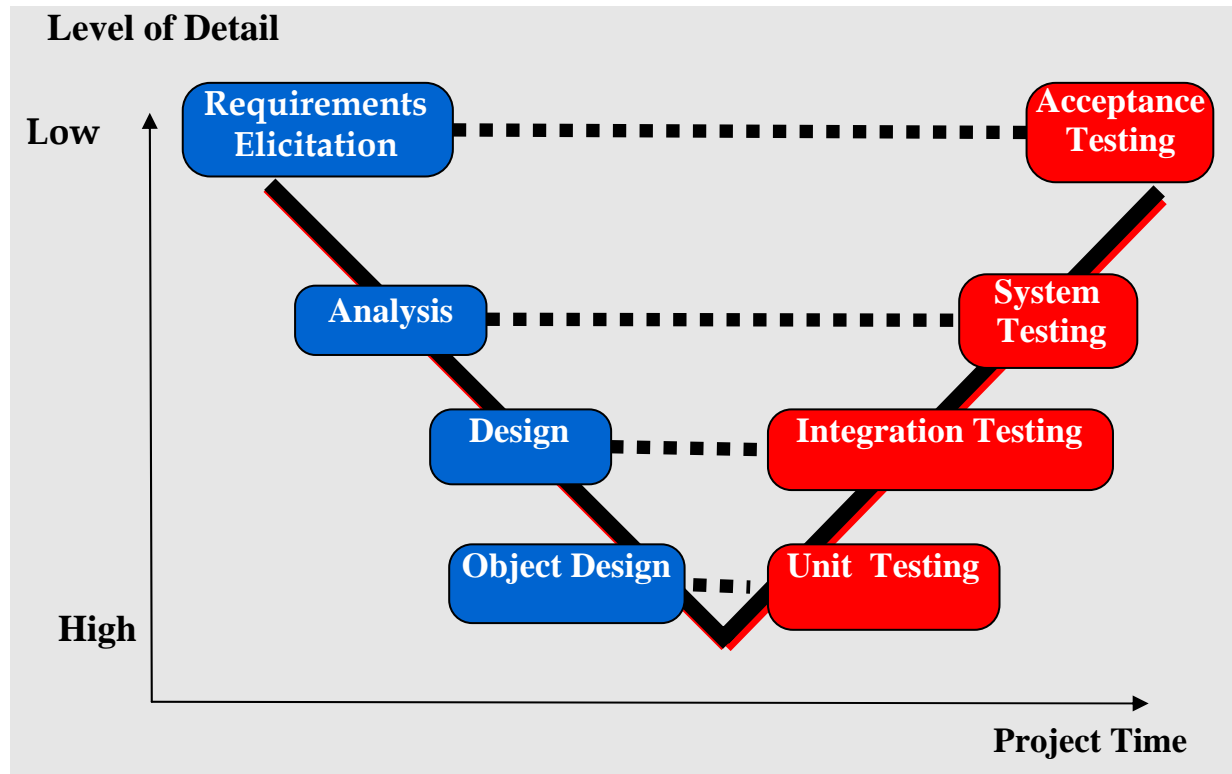 Level of Detail
Low
Requirements
Elicitation
Acceptance
Testing
Analysis
System
Testing
Design
Integration Testing
Object Design
Unit Testing
High
Project Time